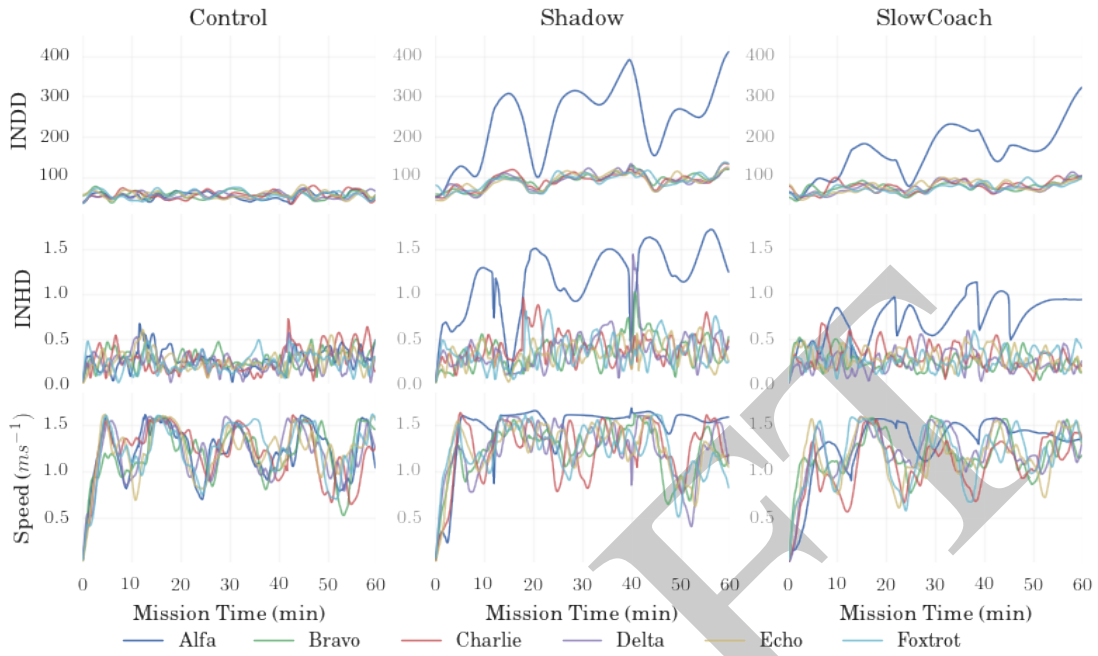 Control Shadow SlowCoach
INDD
400 400 400
300 300 300
200 200 200
100 100 100
INHD
1.5 1.5 1.5
1.0 1.0 1.0
0.5 0.5 0.5
0.0 0.0 0.0
Speed (ms⁻¹)
1.5 1.5 1.5
1.0 1.0 1.0
0.5 0.5 0.5
0 10 20 30 40 50 60 0 10 20 30 40 50 60 0 10 20 30 40 50 60
Mission Time (min) Mission Time (min) Mission Time (min)
Alfa Bravo Charlie Delta Echo Foxtrot
FT